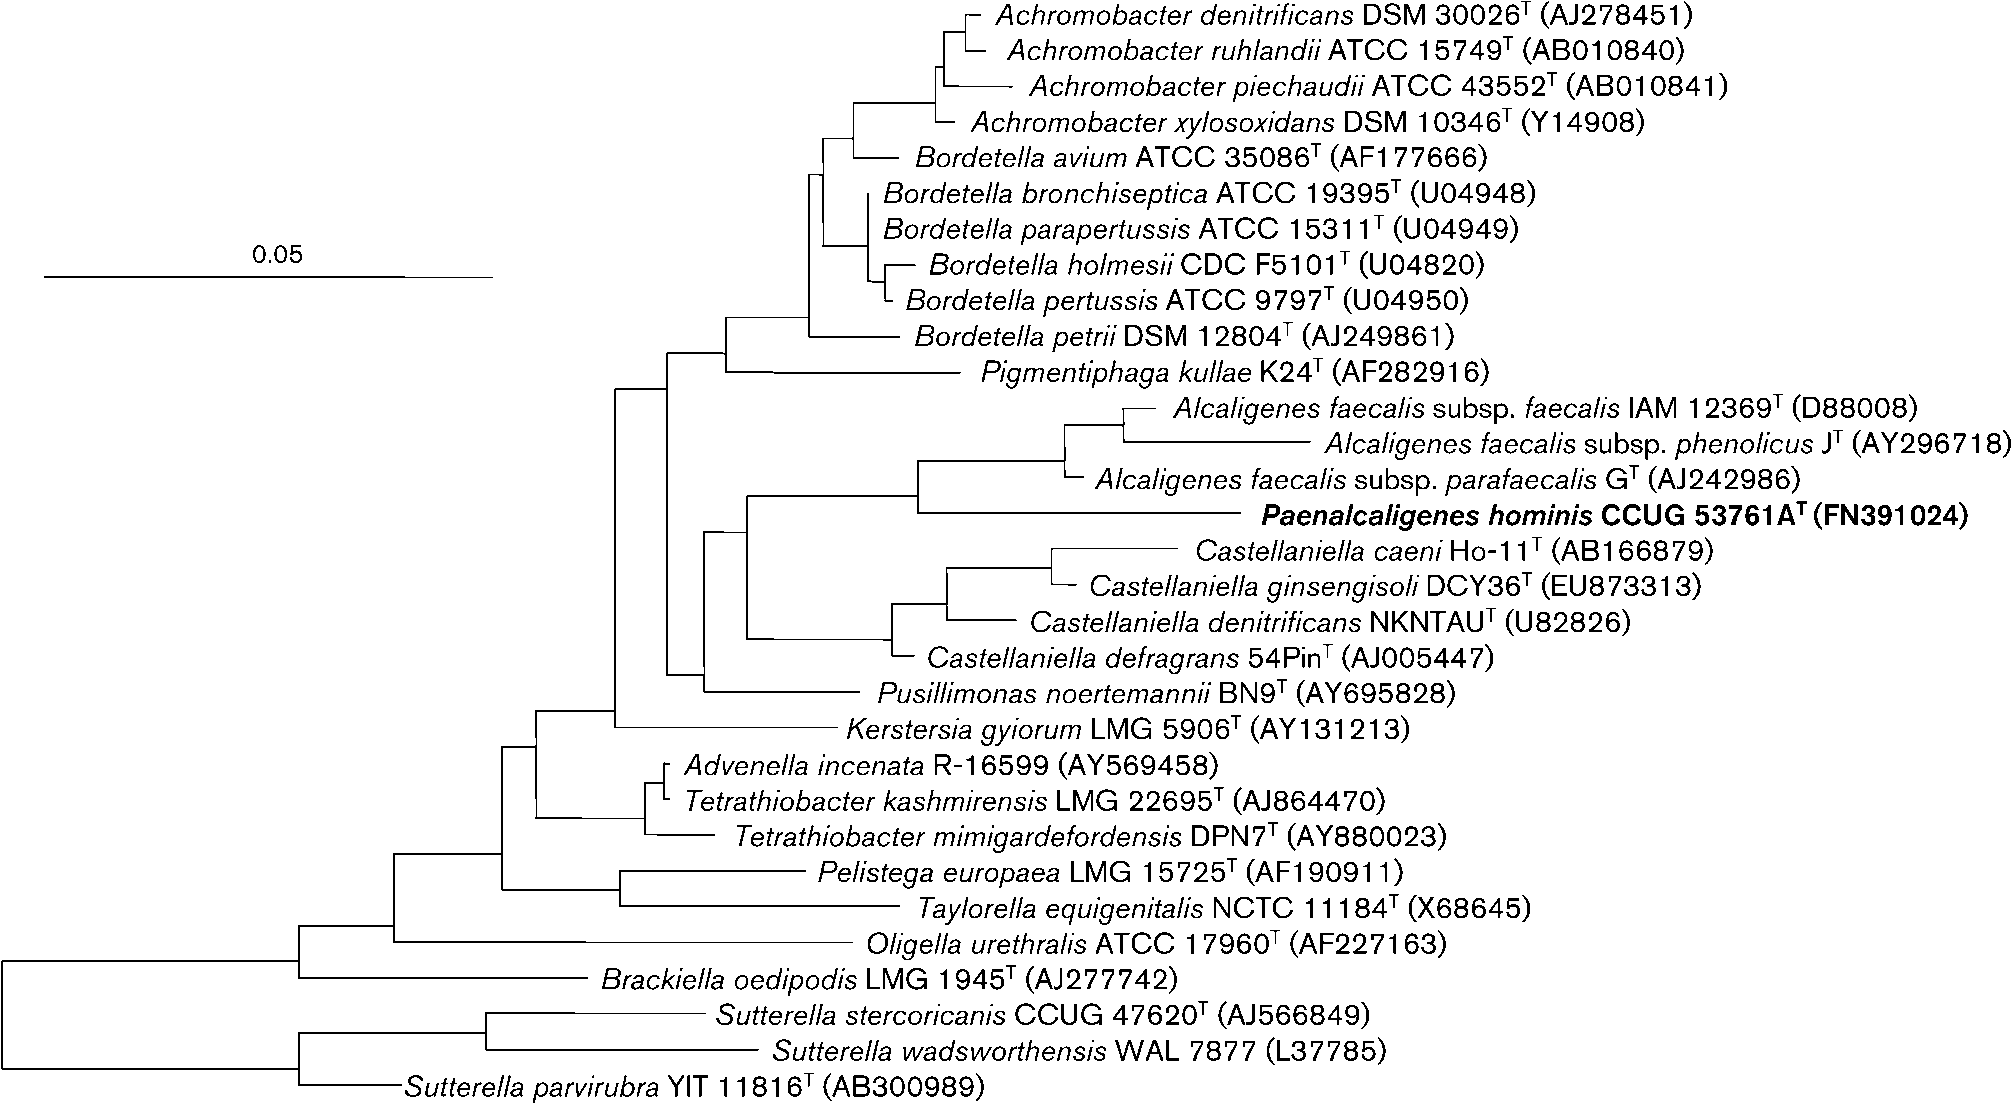 Achromobacter denitrificans DSM 30026ᵀ (AJ278451)
Achromobacter ruhlandii ATCC 15749ᵀ (AB010840)
Achromobacter piechaudii ATCC 43552ᵀ (AB010841)
Achromobacter xylosoxidans DSM 10346ᵀ (Y14908)
Bordetella avium ATCC 35086ᵀ (AF177666)
Bordetella bronchiseptica ATCC 19395ᵀ (U04948)
Bordetella parapertussis ATCC 15311ᵀ (U04949)
0.05
Bordetella holmesii CDC F5101ᵀ (U04820)
Bordetella pertussis ATCC 9797ᵀ (U04950)
Bordetella petrii DSM 12804ᵀ (AJ249861)
Pigmentiphaga kullae K24ᵀ (AF282916)
Alcaligenes faecalis subsp. faecalis IAM 12369ᵀ (D88008)
Alcaligenes faecalis subsp. phenolicus Jᵀ (AY296718)
Alcaligenes faecalis subsp. parafaecalis Gᵀ (AJ242986)
Paenalcaligenes hominis CCUG 53761Aᵀ (FN391024)
Castellaniella caeni Ho-11ᵀ (AB166879)
Castellaniella ginsengisoli DCY36ᵀ (EU873313)
Castellaniella denitrificans NKNTAUᵀ (U82826)
Castellaniella defragrans 54Pinᵀ (AJ005447)
Pusillimonas noertemannii BN9ᵀ (AY695828)
Kerstersia gyiorum LMG 5906ᵀ (AY131213)
Advenella incenata R-16599 (AY569458)
Tetrathiobacter kashmirensis LMG 22695ᵀ (AJ864470)
Tetrathiobacter mimigardefordensis DPN7ᵀ (AY880023)
Pelistega europaea LMG 15725ᵀ (AF190911)
Taylorella equigenitalis NCTC 11184ᵀ (X68645)
Oligella urethralis ATCC 17960ᵀ (AF227163)
Brackiella oedipodis LMG 1945ᵀ (AJ277742)
Sutterella stercoricanis CCUG 47620ᵀ (AJ566849)
Sutterella wadsworthensis WAL 7877 (L37785)
Sutterella parvirubra YIT 11816ᵀ (AB300989)